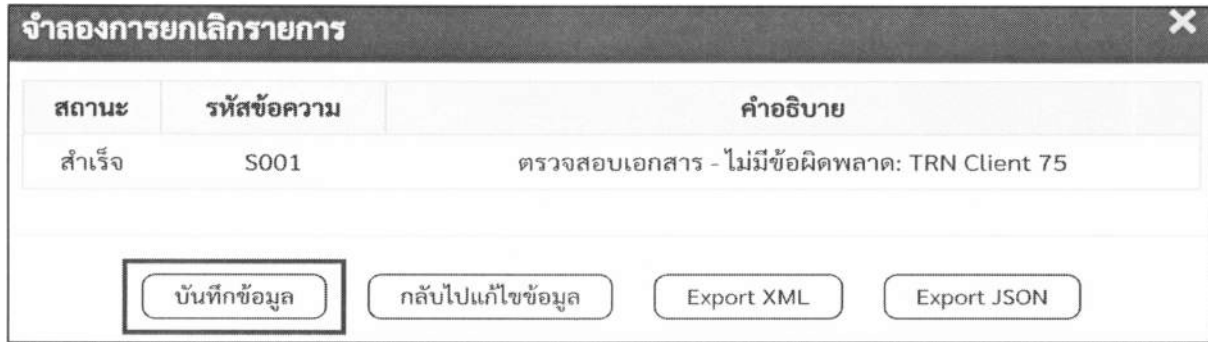 จำลองการยกเลิกรายการ
สถานะ รหัสข้อความ คำอธิบาย
สำเร็จ S001 ตรวจสอบเอกสาร - ไม่มีข้อผิดพลาด: TRN Client 75
บันทึกข้อมูล กลับไปแก้ไขข้อมูล Export XML Export JSON